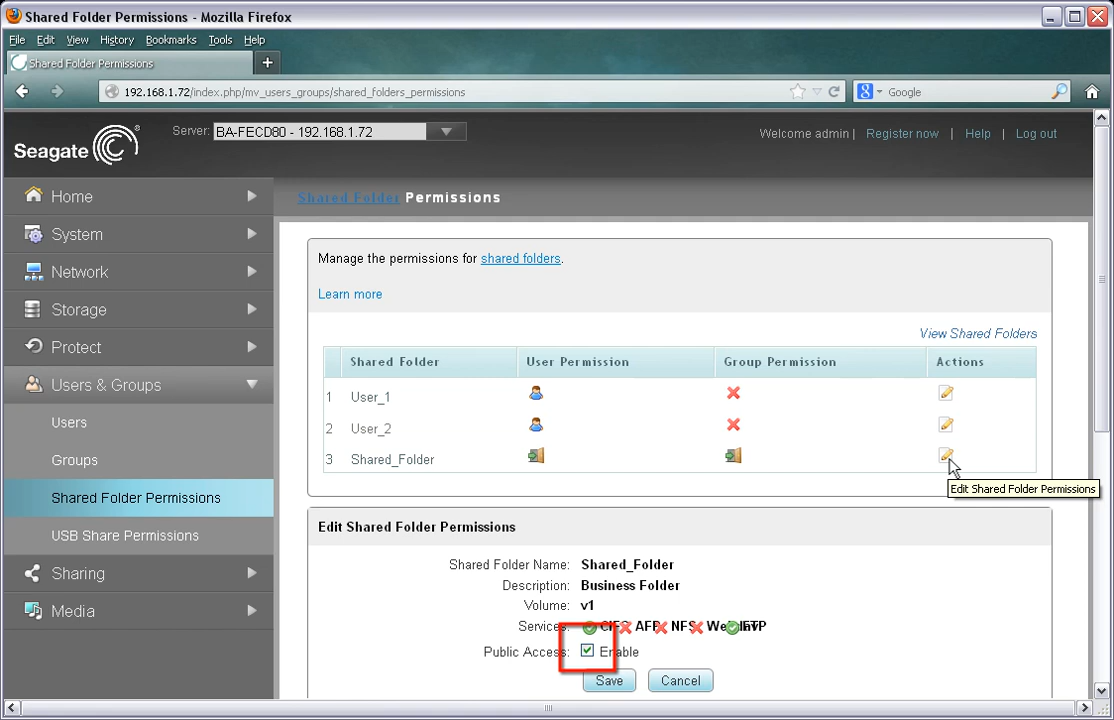 Shared Folder Permissions - Mozilla Firefox
File Edit View History Bookmarks Tools Help
Shared Folder Permissions
192.168.1.72/index.php/mv_users_groups/shared_folders_permissions
Google
Seagate
Server: BA-FECD80 - 192.168.1.72
Welcome admin | Register now | Help | Log out
Home
System
Network
Storage
Protect
Users & Groups
Users
Groups
Shared Folder Permissions
USB Share Permissions
Sharing
Media
Shared_Folder Permissions
Manage the permissions for shared folders.
Learn more
View Shared Folders
Shared Folder User Permission Group Permission Actions
1 User_1
2 User_2
3 Shared_Folder
Edit Shared Folder Permissions
Edit Shared Folder Permissions
Shared Folder Name: Shared_Folder
Description: Business Folder
Volume: v1
Services: CIFS AFP NFS FTP
Public Access: Enable
Save Cancel